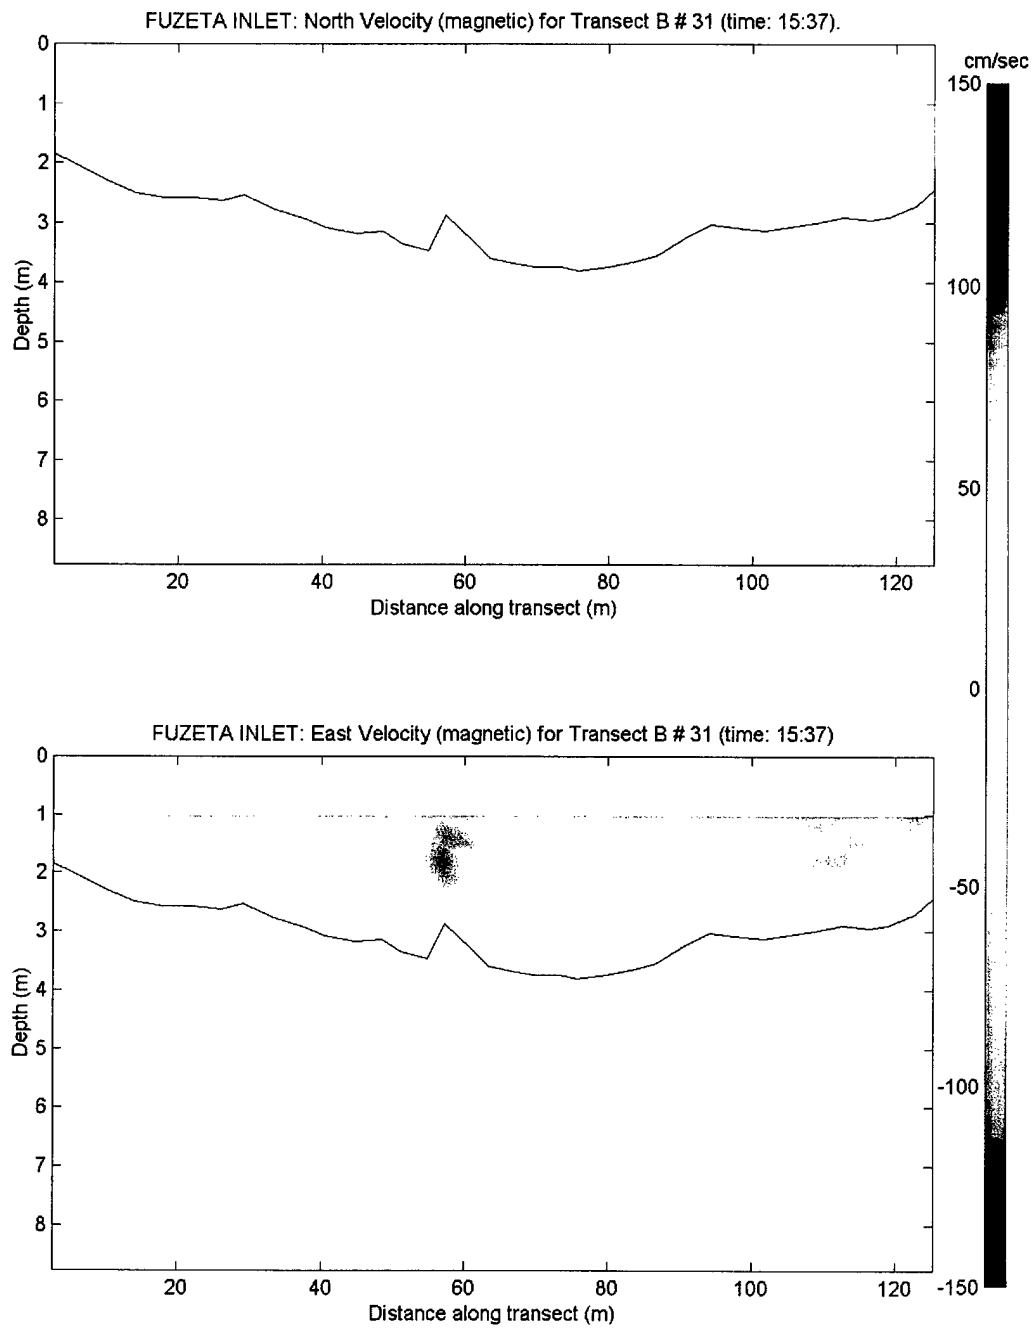 FUZETA INLET: North Velocity (magnetic) for Transect B # 31 (time: 15:37).
cm/sec
0
1
2
3
4
5
6
7
8
Depth (m)
20 40 60 80 100 120
Distance along transect (m)
150
100
50
0
-50
-100
-150
FUZETA INLET: East Velocity (magnetic) for Transect B # 31 (time: 15:37)
0
1
2
3
4
5
6
7
8
Depth (m)
20 40 60 80 100 120
Distance along transect (m)